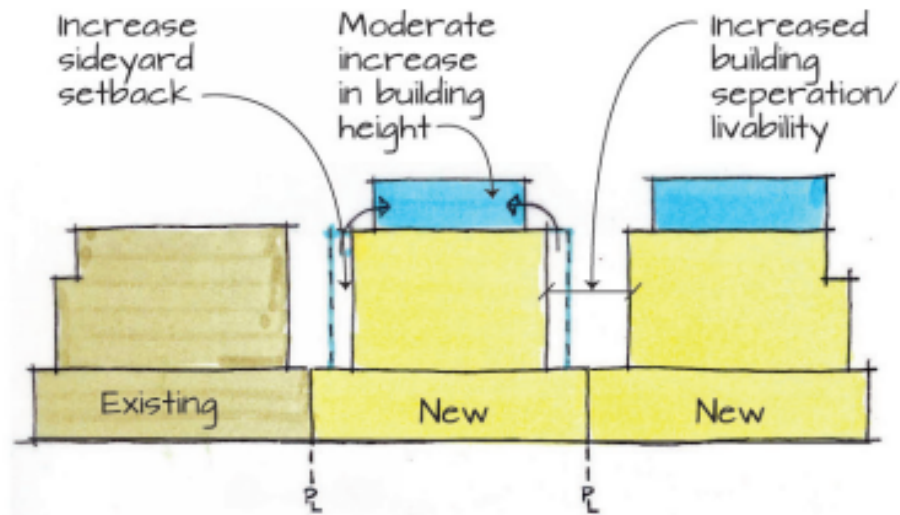 Increase
sideyard
setback
Moderate
increase
in building
height
Increased
building
seperation/
livability
Existing
New
New
PL
PL